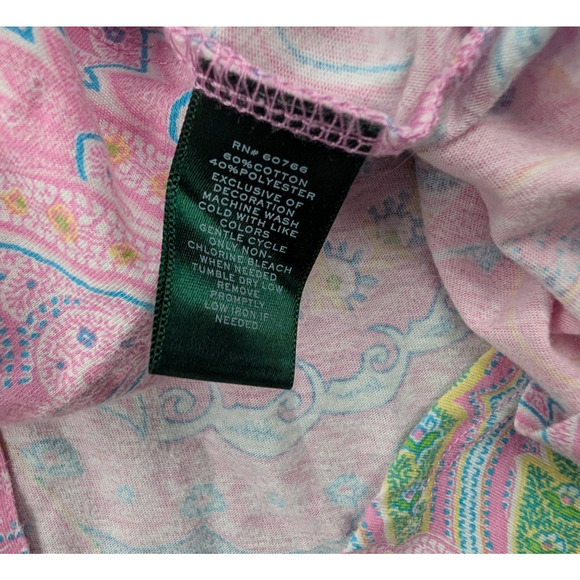 RN# 60766
60%COTTON
40%POLYESTER
EXCLUSIVE OF
DECORATION
MACHINE WASH
COLD WITH LIKE
COLORS
GENTLE CYCLE
ONLY NON-
CHLORINE BLEACH
WHEN NEEDED
TUMBLE DRY LOW
REMOVE
PROMPTLY
LOW IRON IF
NEEDED